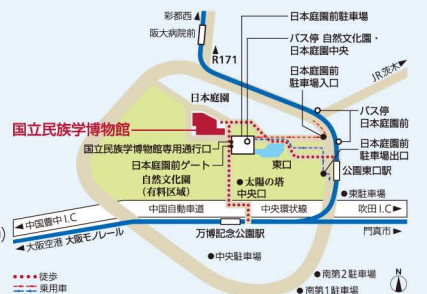 彩都西
阪大病院前
R171
日本庭園前駐車場
バス停 自然文化園・
日本庭園中央
日本庭園前
駐車場入口
JR茨木
日本庭園
バス停
日本庭園前
国立民族学博物館
国立民族学博物館専用通行口
日本庭園前ゲート
日本庭園前
駐車場出口
東口
公園東口駅
自然文化園
(有料区域)
太陽の塔
中央口
東駐車場
中国豊中 I.C
中国自動車道
中央環状線
吹田 I.C
大阪空港 大阪モノレール
万博記念公園駅
門真市
中央駐車場
南第2駐車場
南第1駐車場
徒歩
乗用車
N